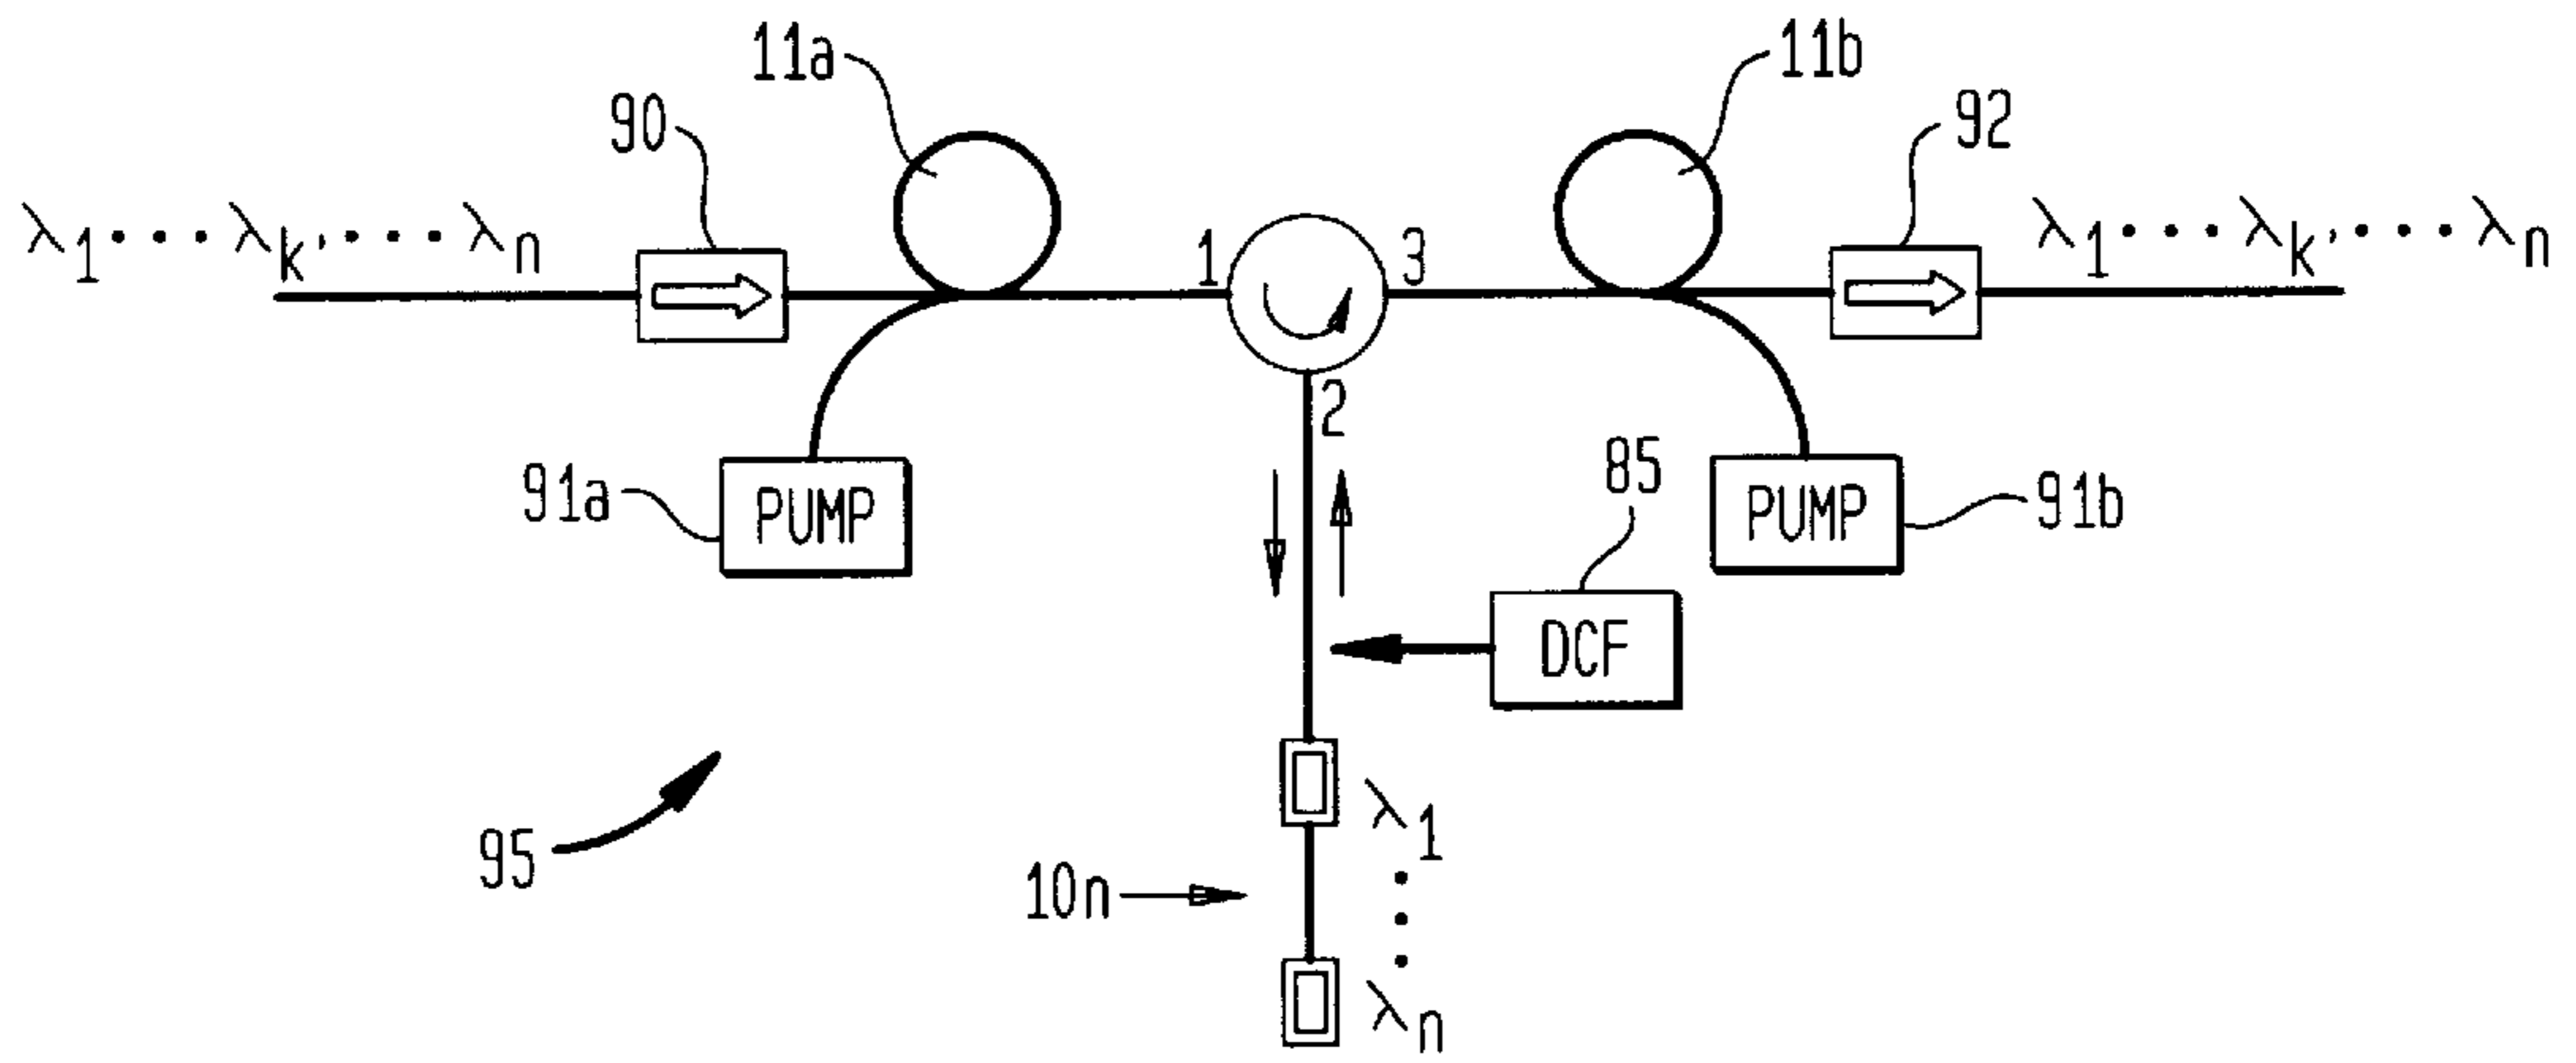 11a
11b
90
92
λ1 • • • λk, • • • λn
λ1 • • • λk, • • • λn
1
3
2
91a
PUMP
85
PUMP
91b
DCF
λ1
95
10n
λn